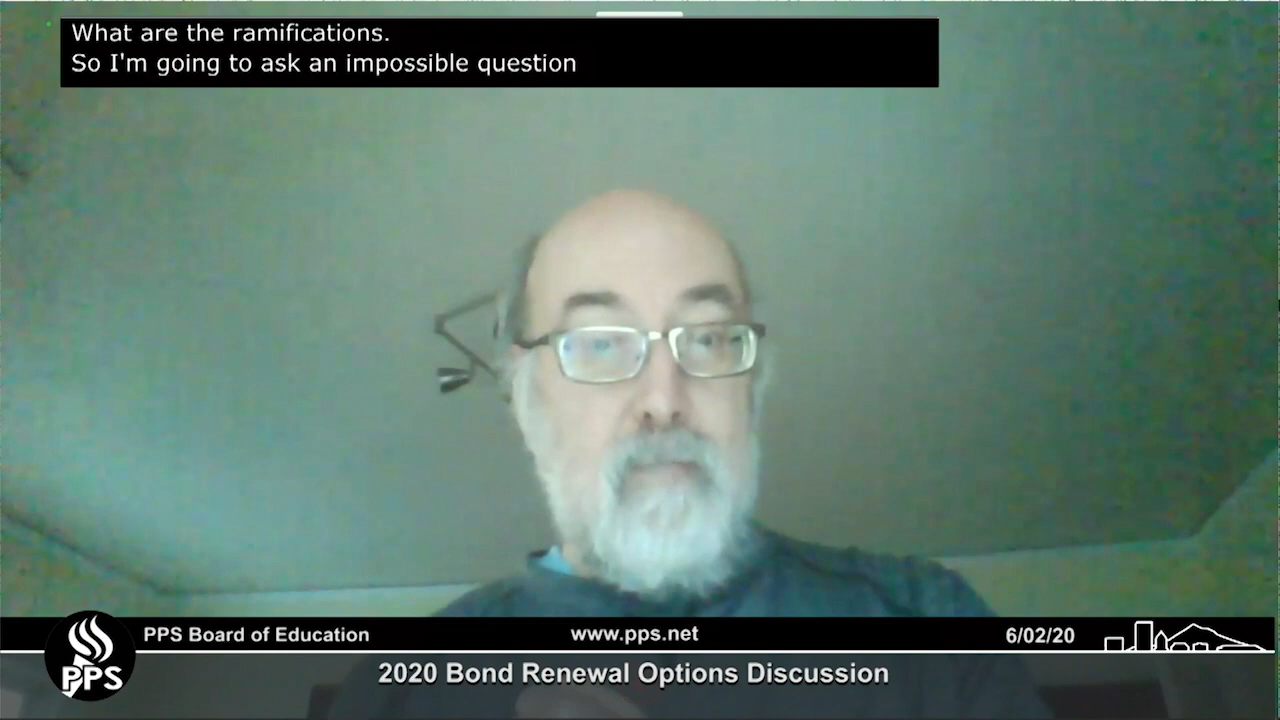 What are the ramifications.
So I'm going to ask an impossible question
PPS Board of Education
www.pps.net
6/02/20
PPS
2020 Bond Renewal Options Discussion